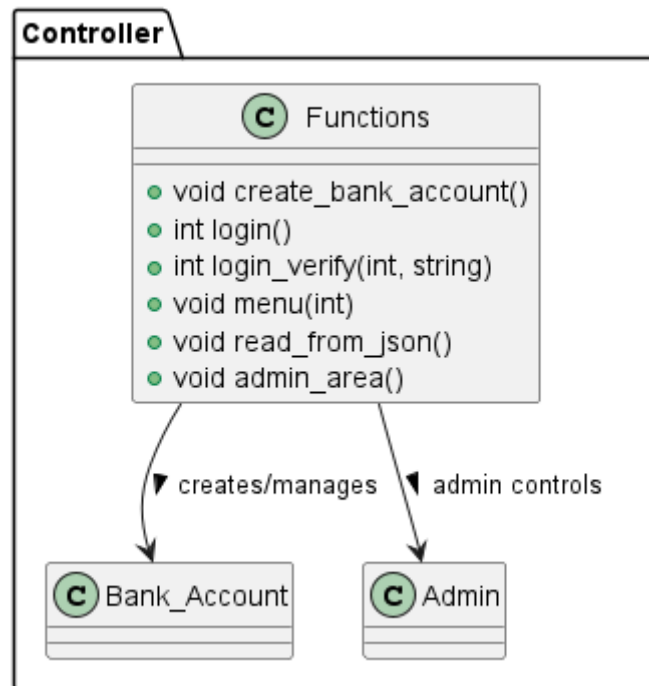 Controller
C Functions
void create_bank_account()
int login()
int login_verify(int, string)
void menu(int)
void read_from_json()
void admin_area()
creates/manages
admin controls
C Bank_Account
C Admin